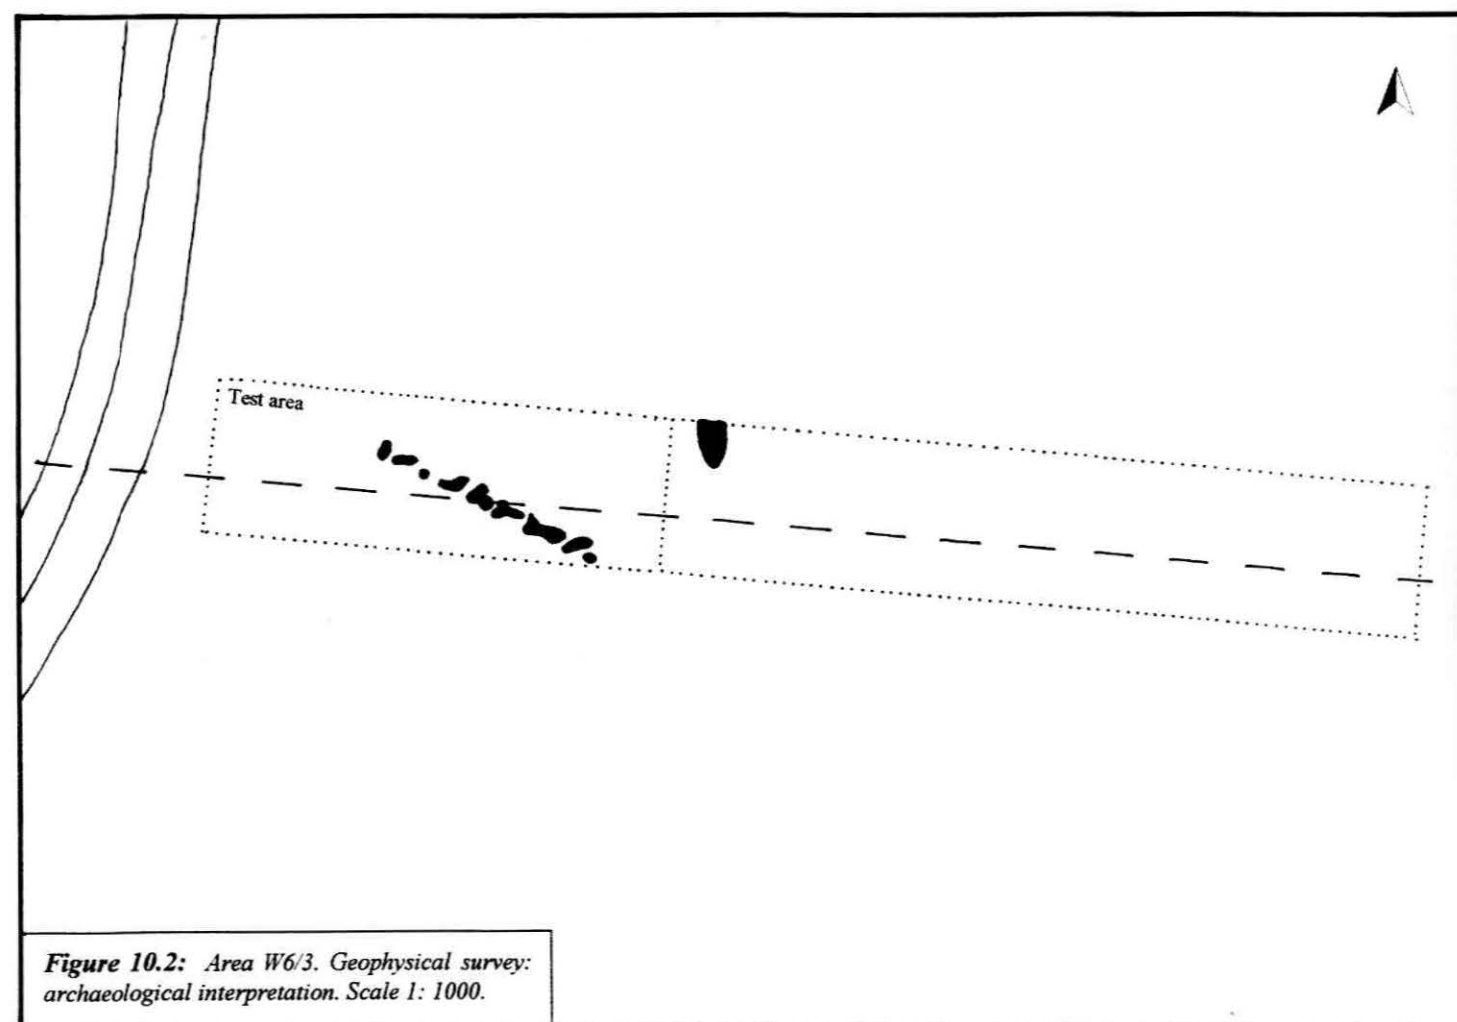 Test area
Figure 10.2: Area W6/3. Geophysical survey:
archaeological interpretation. Scale 1: 1000.